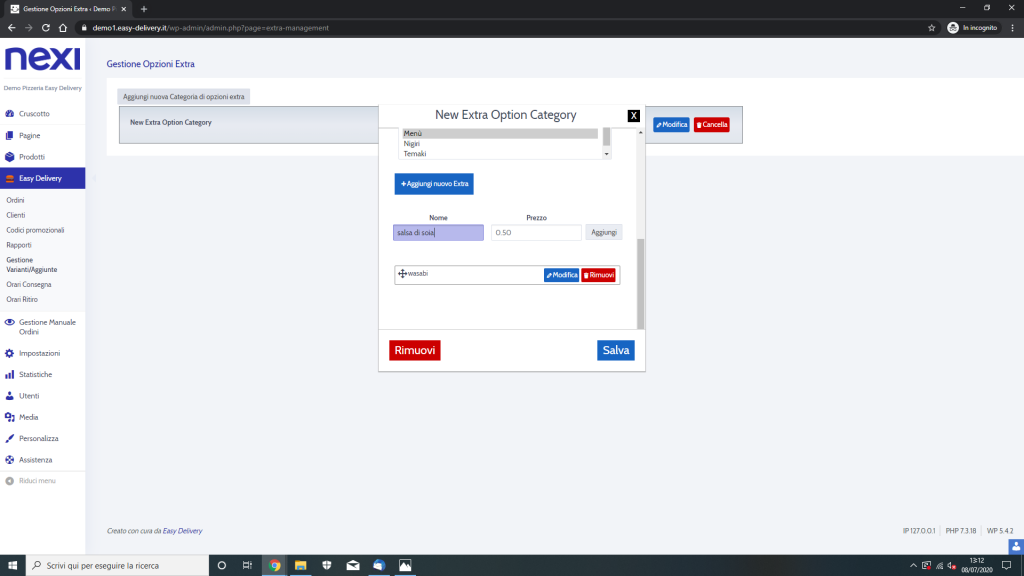 Gestione Opzioni Extra ‹ Demo P
demo1.easy-delivery.it/wp-admin/admin.php?page=extra-management
In incognito
nexi
Demo Pizzeria Easy Delivery
Cruscotto
Pagine
Prodotti
Easy Delivery
Ordini
Clienti
Codici promozionali
Rapporti
Gestione
Varianti/Aggiunte
Orari Consegna
Orari Ritiro
Gestione Manuale
Ordini
Impostazioni
Statistiche
Utenti
Media
Personalizza
Assistenza
Riduci menu
Gestione Opzioni Extra
Aggiungi nuova Categoria di opzioni extra
New Extra Option Category
Modifica Cancella
New Extra Option Category
X
Menù
Nigiri
Temaki
+Aggiungi nuovo Extra
Nome Prezzo
salsa di soia 0.50 Aggiungi
wasabi Modifica Rimuovi
Rimuovi Salva
Creato con cura da Easy Delivery
IP 127.0.0.1 PHP 7.3.18 WP 5.4.2
Scrivi qui per eseguire la ricerca
13:12
08/07/2020